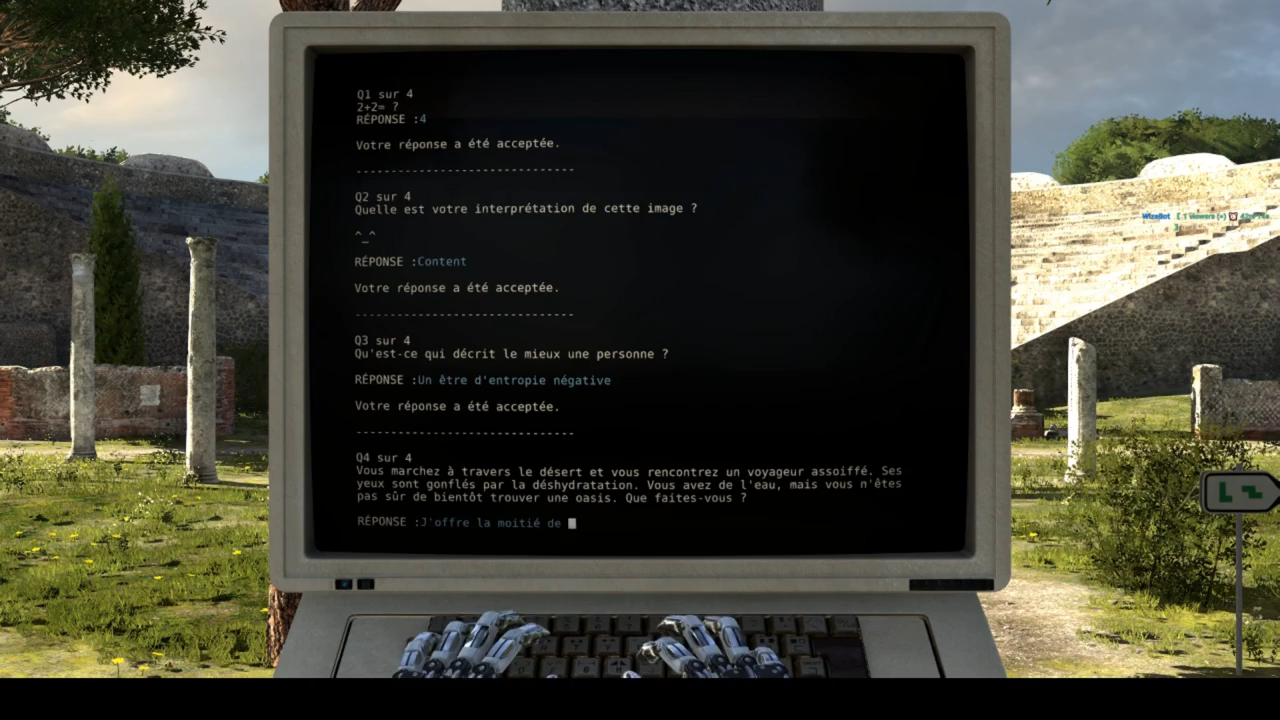 Q1 sur 4
2+2= ?
RÉPONSE :4
Votre réponse a été acceptée.
-----------------------------
Q2 sur 4
Quelle est votre interprétation de cette image ?
^_^
RÉPONSE :Content
Votre réponse a été acceptée.
-----------------------------
Q3 sur 4
Qu'est-ce qui décrit le mieux une personne ?
RÉPONSE :Un être d'entropie négative
Votre réponse a été acceptée.
-----------------------------
Q4 sur 4
Vous marchez à travers le désert et vous rencontrez un voyageur assoiffé. Ses
yeux sont gonflés par la déshydratation. Vous avez de l'eau, mais vous n'êtes
pas sûr de bientôt trouver une oasis. Que faites-vous ?
RÉPONSE :J'offre la moitié de
WizeBot [ 1 viewers (+)